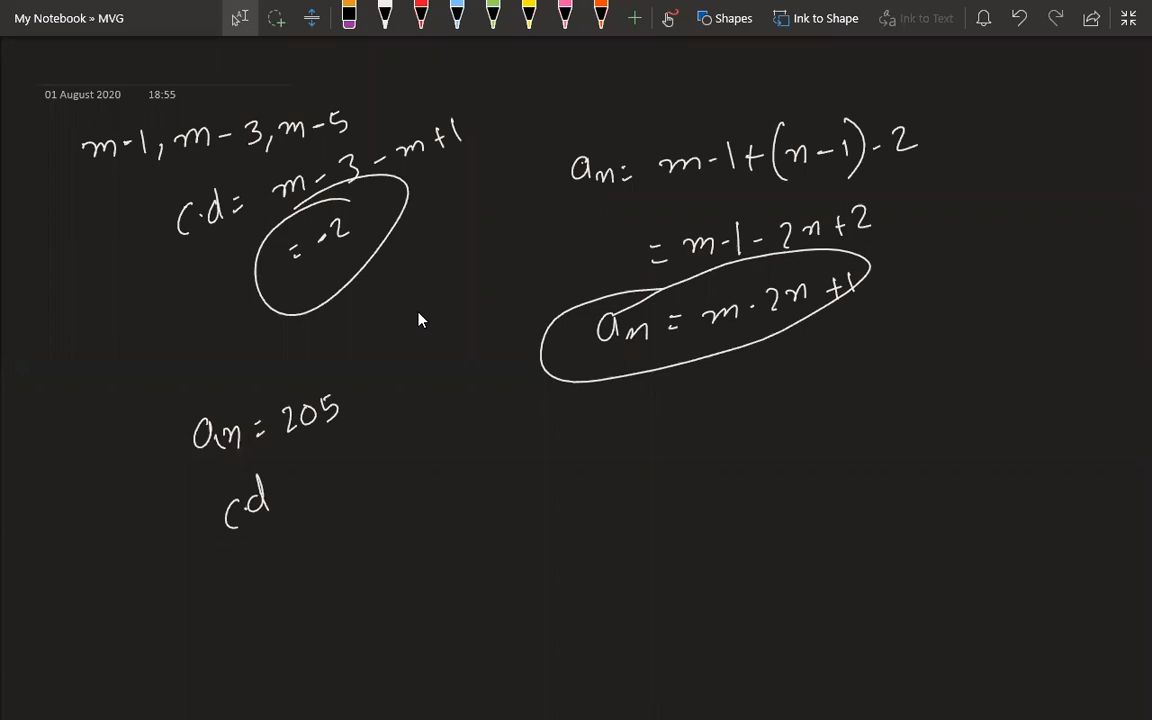 My Notebook » MVG
Shapes
Ink to Shape
Ink to Text
01 August 2020 18:55
m-1, m-3, m-5
c.d = m-3-m+1
= -2
an = m-1+(n-1)-2
= m-1-2n+2
an = m-2n+1
an = 205
cd